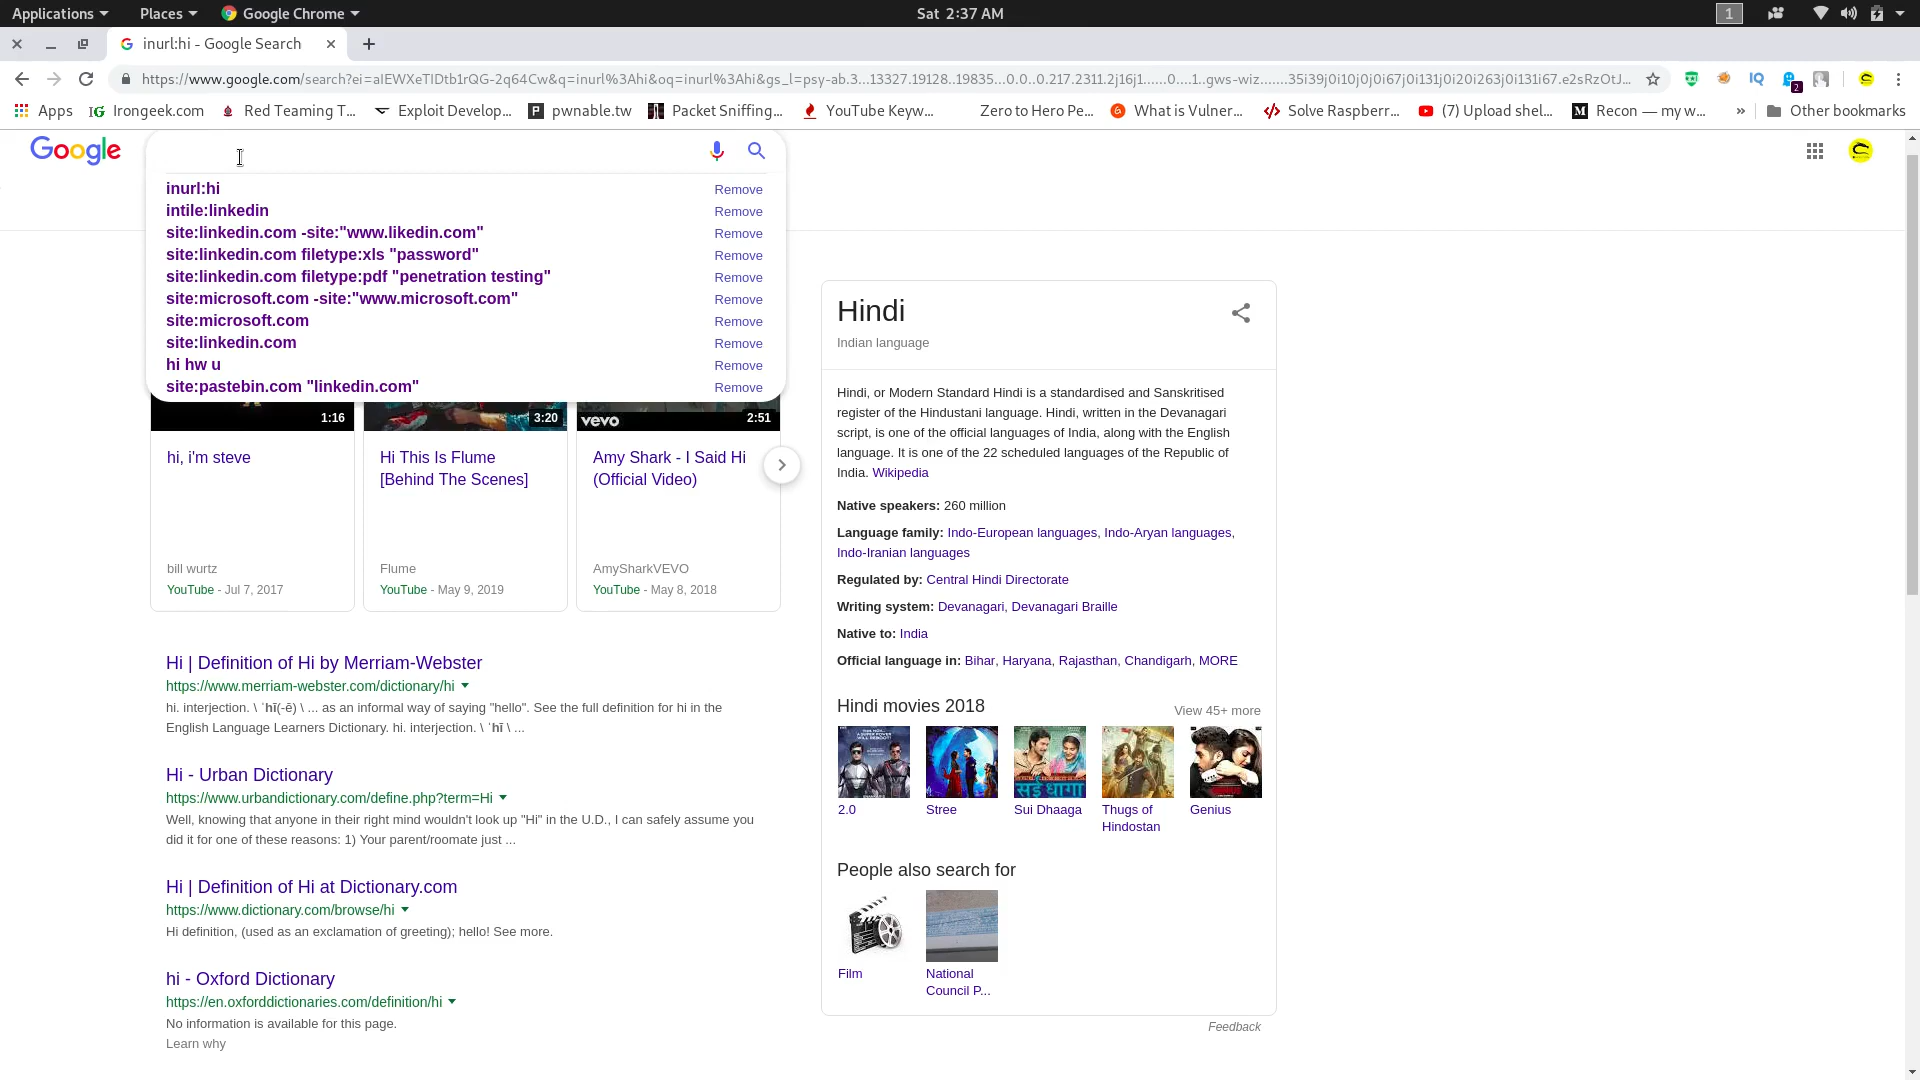 Applications Places Google Chrome Sat 2:37 AM 1
inurl:hi - Google Search
https://www.google.com/search?ei=aIEWXeTIDtb1rQG-2q64Cw&q=inurl%3Ahi&oq=inurl%3Ahi&gs_l=psy-ab.3...13327.19128..19835...0.0..0.217.2311.2j16j1......0....1..gws-wiz.......35i39j0i10j0j0i67j0i131j0i20i263j0i131i67.e2sRzOtJ... IQ 2
Apps IG Irongeek.com Red Teaming T... Exploit Develop... P pwnable.tw Packet Sniffing... YouTube Keyw... Zero to Hero Pe... What is Vulner... Solve Raspberr... (7) Upload shel... M Recon — my w... » Other bookmarks
Google
inurl:hi Remove
intile:linkedin Remove
site:linkedin.com -site:"www.likedin.com" Remove
site:linkedin.com filetype:xls "password" Remove
site:linkedin.com filetype:pdf "penetration testing" Remove
site:microsoft.com -site:"www.microsoft.com" Remove
site:microsoft.com Remove
site:linkedin.com Remove
hi hw u Remove
site:pastebin.com "linkedin.com" Remove
1:16 3:20 vevo 2:51
hi, i'm steve
bill wurtz
YouTube - Jul 7, 2017
Hi This Is Flume
[Behind The Scenes]
Flume
YouTube - May 9, 2019
Amy Shark - I Said Hi
(Official Video)
AmySharkVEVO
YouTube - May 8, 2018
Hi | Definition of Hi by Merriam-Webster
https://www.merriam-webster.com/dictionary/hi
hi. interjection. \ ˈhī(-ē) \ ... as an informal way of saying "hello". See the full definition for hi in the
English Language Learners Dictionary. hi. interjection. \ ˈhī \ ...
Hi - Urban Dictionary
https://www.urbandictionary.com/define.php?term=Hi
Well, knowing that anyone in their right mind wouldn't look up "Hi" in the U.D., I can safely assume you
did it for one of these reasons: 1) Your parent/roomate just ...
Hi | Definition of Hi at Dictionary.com
https://www.dictionary.com/browse/hi
Hi definition, (used as an exclamation of greeting); hello! See more.
hi - Oxford Dictionary
https://en.oxforddictionaries.com/definition/hi
No information is available for this page.
Learn why
Hindi
Indian language
Hindi, or Modern Standard Hindi is a standardised and Sanskritised
register of the Hindustani language. Hindi, written in the Devanagari
script, is one of the official languages of India, along with the English
language. It is one of the 22 scheduled languages of the Republic of
India. Wikipedia
Native speakers: 260 million
Language family: Indo-European languages, Indo-Aryan languages,
Indo-Iranian languages
Regulated by: Central Hindi Directorate
Writing system: Devanagari, Devanagari Braille
Native to: India
Official language in: Bihar, Haryana, Rajasthan, Chandigarh, MORE
Hindi movies 2018 View 45+ more
सुई धागा
2.0 Stree Sui Dhaaga Thugs of Genius
Hindostan
People also search for
Film National
Council P...
Feedback